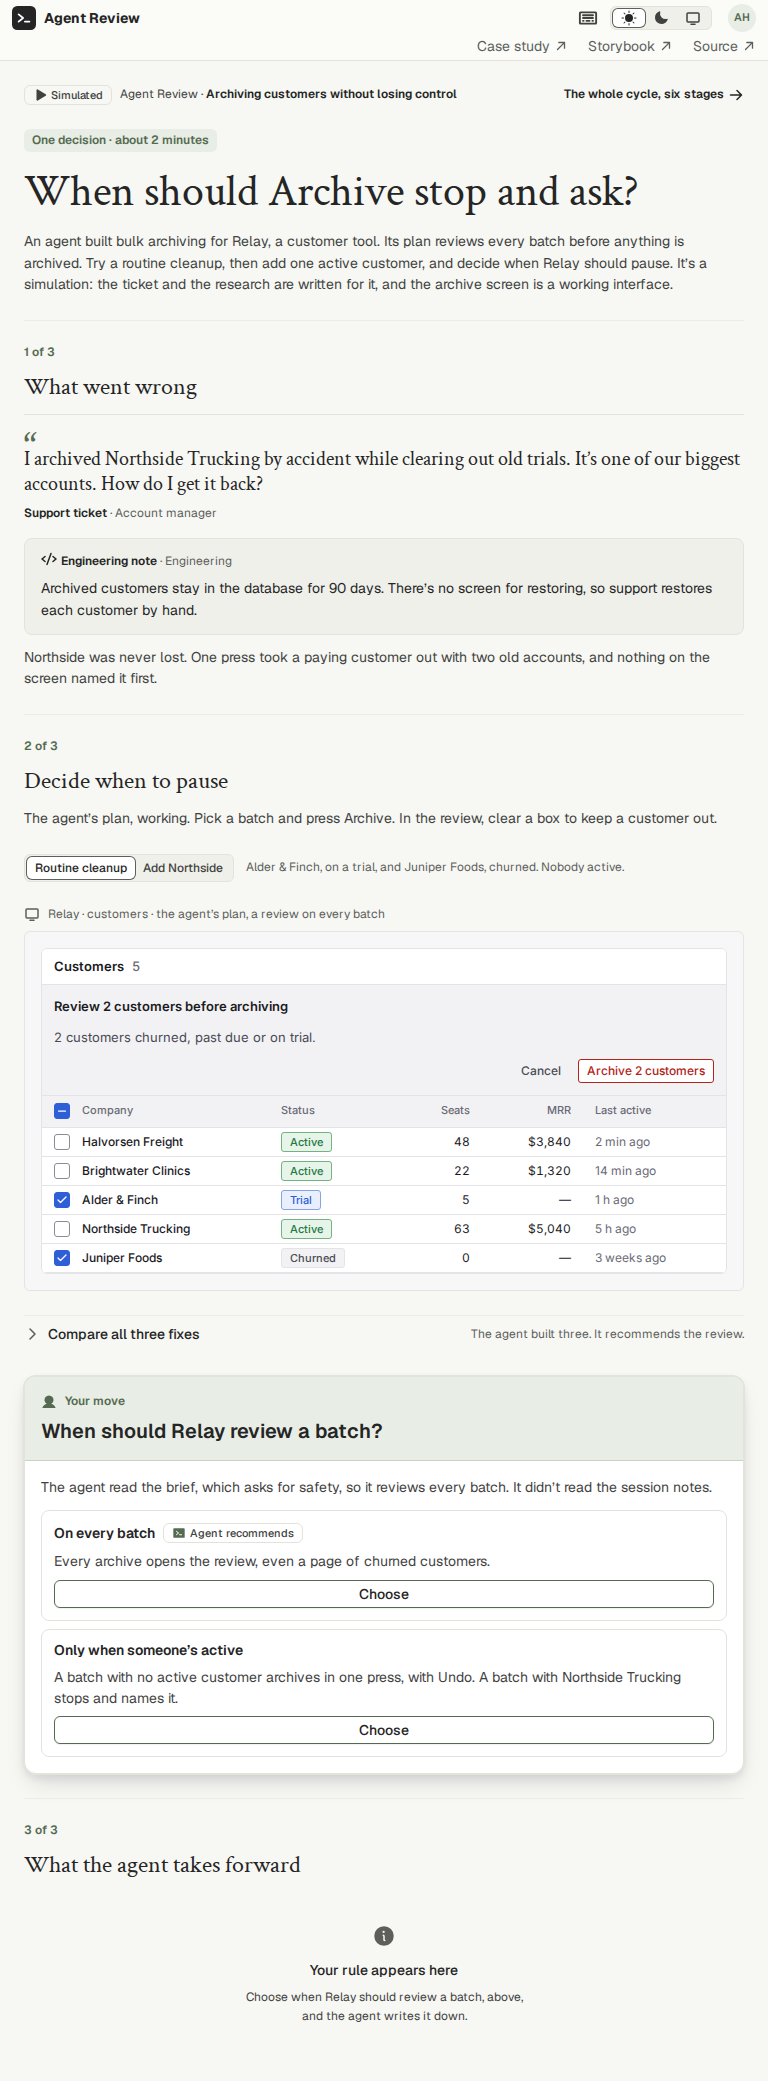 Agent Review
AH
Case study
Storybook
Source
Simulated
Agent Review · Archiving customers without losing control
The whole cycle, six stages
One decision · about 2 minutes
When should Archive stop and ask?
An agent built bulk archiving for Relay, a customer tool. Its plan reviews every batch before anything is
archived. Try a routine cleanup, then add one active customer, and decide when Relay should pause. It's a
simulation: the ticket and the research are written for it, and the archive screen is a working interface.
1 of 3
What went wrong
“
I archived Northside Trucking by accident while clearing out old trials. It's one of our biggest
accounts. How do I get it back?
Support ticket · Account manager
Engineering note · Engineering
Archived customers stay in the database for 90 days. There's no screen for restoring, so support restores
each customer by hand.
Northside was never lost. One press took a paying customer out with two old accounts, and nothing on the
screen named it first.
2 of 3
Decide when to pause
The agent's plan, working. Pick a batch and press Archive. In the review, clear a box to keep a customer out.
Routine cleanup
Add Northside
Alder & Finch, on a trial, and Juniper Foods, churned. Nobody active.
Relay · customers · the agent's plan, a review on every batch
Customers 5
Review 2 customers before archiving
2 customers churned, past due or on trial.
Cancel
Archive 2 customers
Company Status Seats MRR Last active
Halvorsen Freight Active 48 $3,840 2 min ago
Brightwater Clinics Active 22 $1,320 14 min ago
Alder & Finch Trial 5 — 1 h ago
Northside Trucking Active 63 $5,040 5 h ago
Juniper Foods Churned 0 — 3 weeks ago
Compare all three fixes
The agent built three. It recommends the review.
Your move
When should Relay review a batch?
The agent read the brief, which asks for safety, so it reviews every batch. It didn't read the session notes.
On every batch
Agent recommends
Every archive opens the review, even a page of churned customers.
Choose
Only when someone's active
A batch with no active customer archives in one press, with Undo. A batch with Northside Trucking
stops and names it.
Choose
3 of 3
What the agent takes forward
Your rule appears here
Choose when Relay should review a batch, above,
and the agent writes it down.